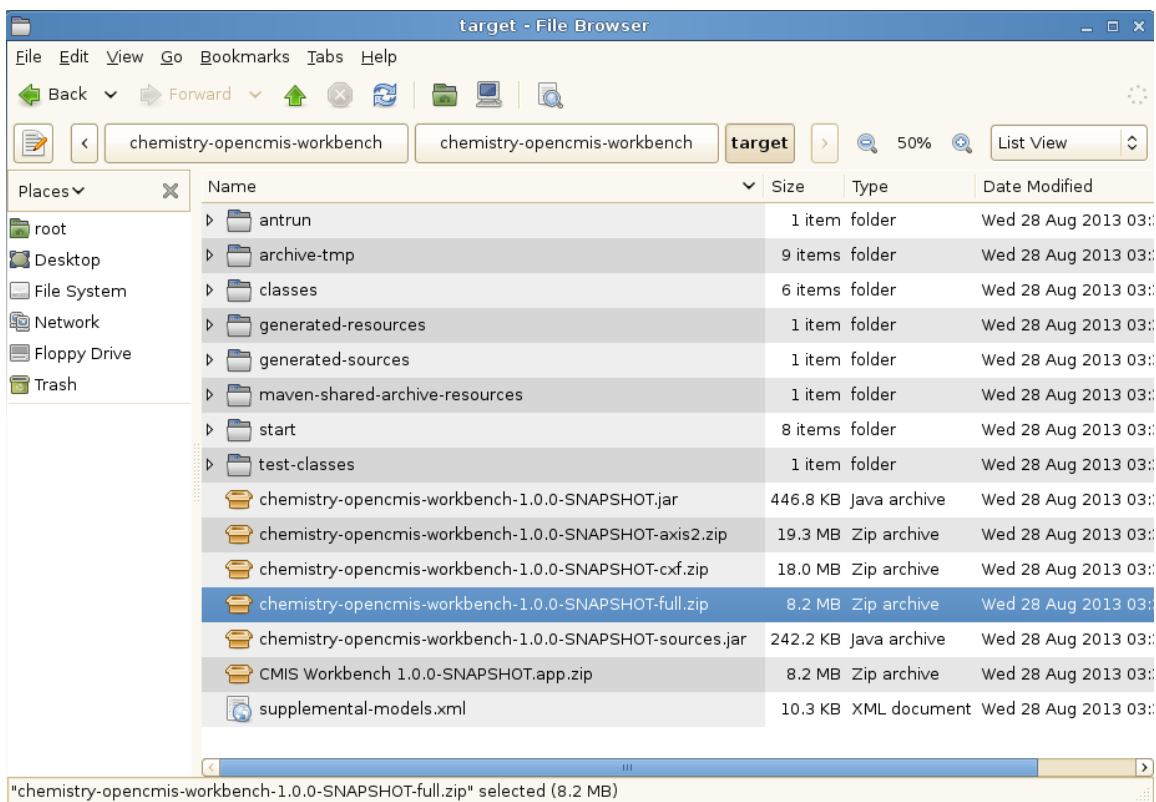 target - File Browser
File Edit View Go Bookmarks Tabs Help
Back Forward
< chemistry-opencmis-workbench chemistry-opencmis-workbench target > 50% List View
Places Name Size Type Date Modified
root
Desktop
File System
Network
Floppy Drive
Trash
antrun 1 item folder Wed 28 Aug 2013 03:
archive-tmp 9 items folder Wed 28 Aug 2013 03:
classes 6 items folder Wed 28 Aug 2013 03:
generated-resources 1 item folder Wed 28 Aug 2013 03:
generated-sources 1 item folder Wed 28 Aug 2013 03:
maven-shared-archive-resources 1 item folder Wed 28 Aug 2013 03:
start 8 items folder Wed 28 Aug 2013 03:
test-classes 1 item folder Wed 28 Aug 2013 03:
chemistry-opencmis-workbench-1.0.0-SNAPSHOT.jar 446.8 KB Java archive Wed 28 Aug 2013 03:
chemistry-opencmis-workbench-1.0.0-SNAPSHOT-axis2.zip 19.3 MB Zip archive Wed 28 Aug 2013 03:
chemistry-opencmis-workbench-1.0.0-SNAPSHOT-cxf.zip 18.0 MB Zip archive Wed 28 Aug 2013 03:
chemistry-opencmis-workbench-1.0.0-SNAPSHOT-full.zip 8.2 MB Zip archive Wed 28 Aug 2013 03:
chemistry-opencmis-workbench-1.0.0-SNAPSHOT-sources.jar 242.2 KB Java archive Wed 28 Aug 2013 03:
CMIS Workbench 1.0.0-SNAPSHOT.app.zip 8.2 MB Zip archive Wed 28 Aug 2013 03:
supplemental-models.xml 10.3 KB XML document Wed 28 Aug 2013 03:
"chemistry-opencmis-workbench-1.0.0-SNAPSHOT-full.zip" selected (8.2 MB)